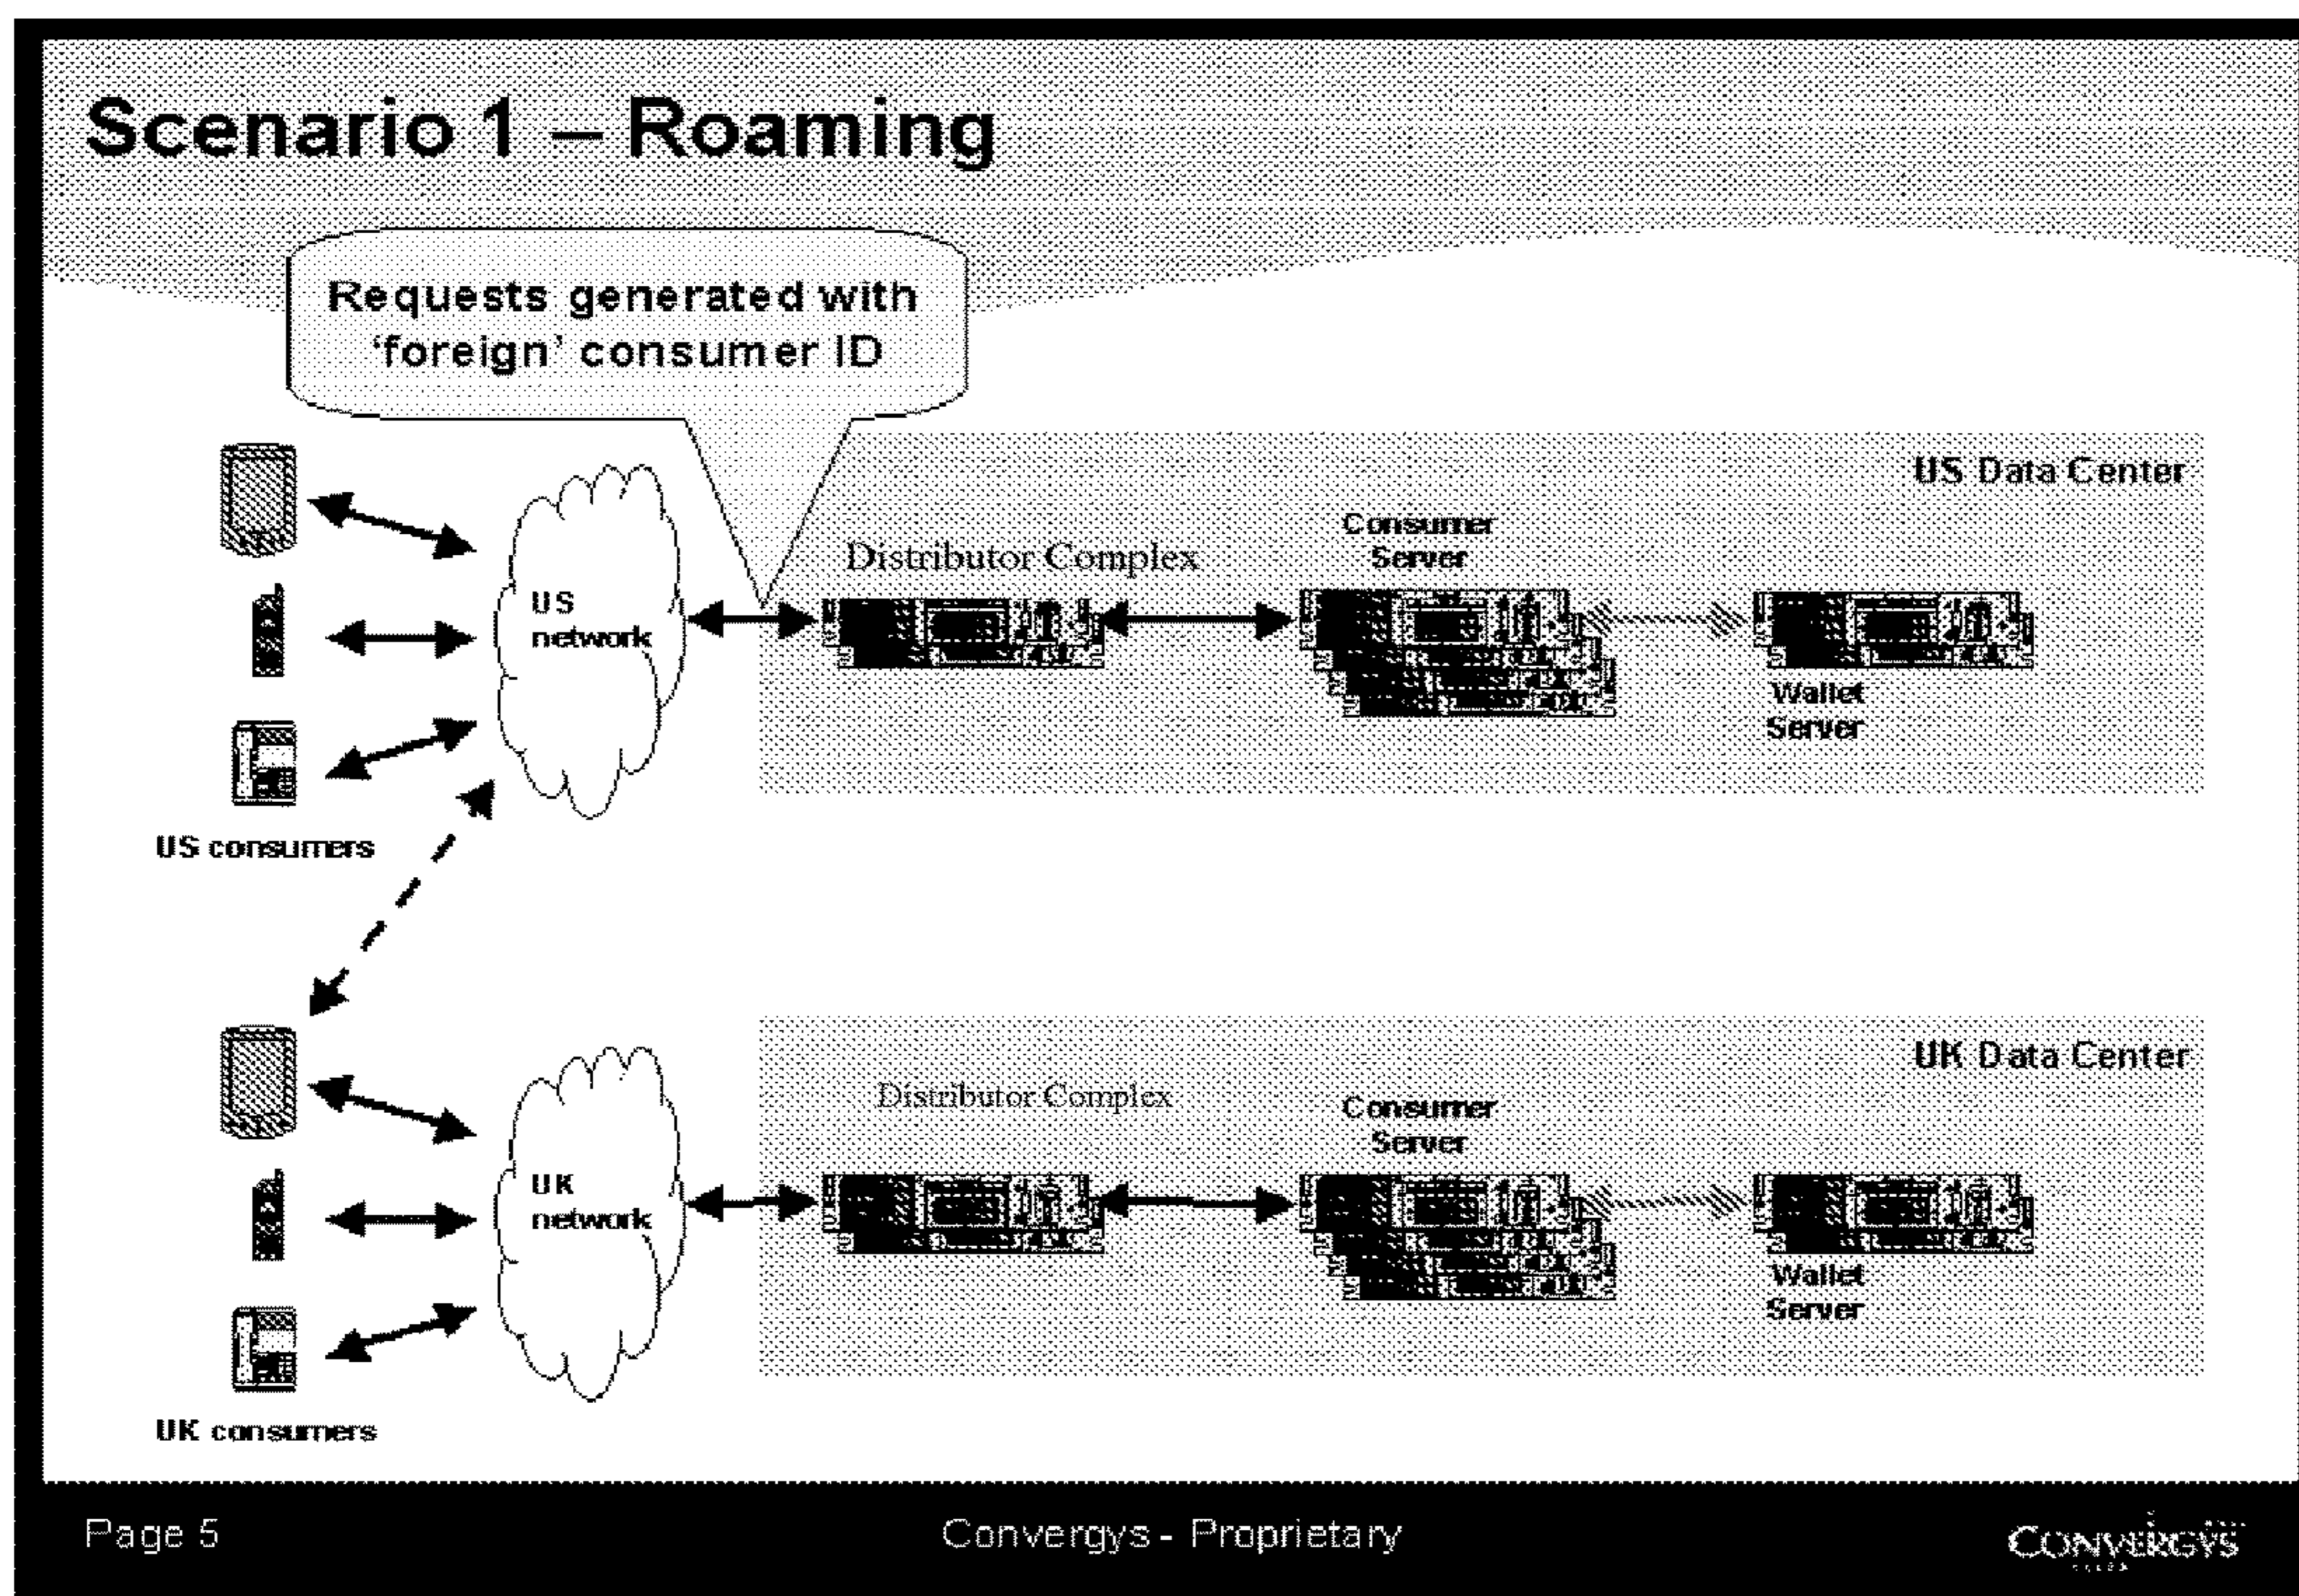 Scenario 1 – Roaming
Requests generated with
‘foreign’ consumer ID
US Data Center
Consumer
Server
Distributor Complex
US
network
Wallet
Server
US consumers
UK Data Center
Distributor Complex
Consumer
Server
UK
network
Wallet
Server
UK consumers
Page 5
Convergys - Proprietary
CONVERGYS